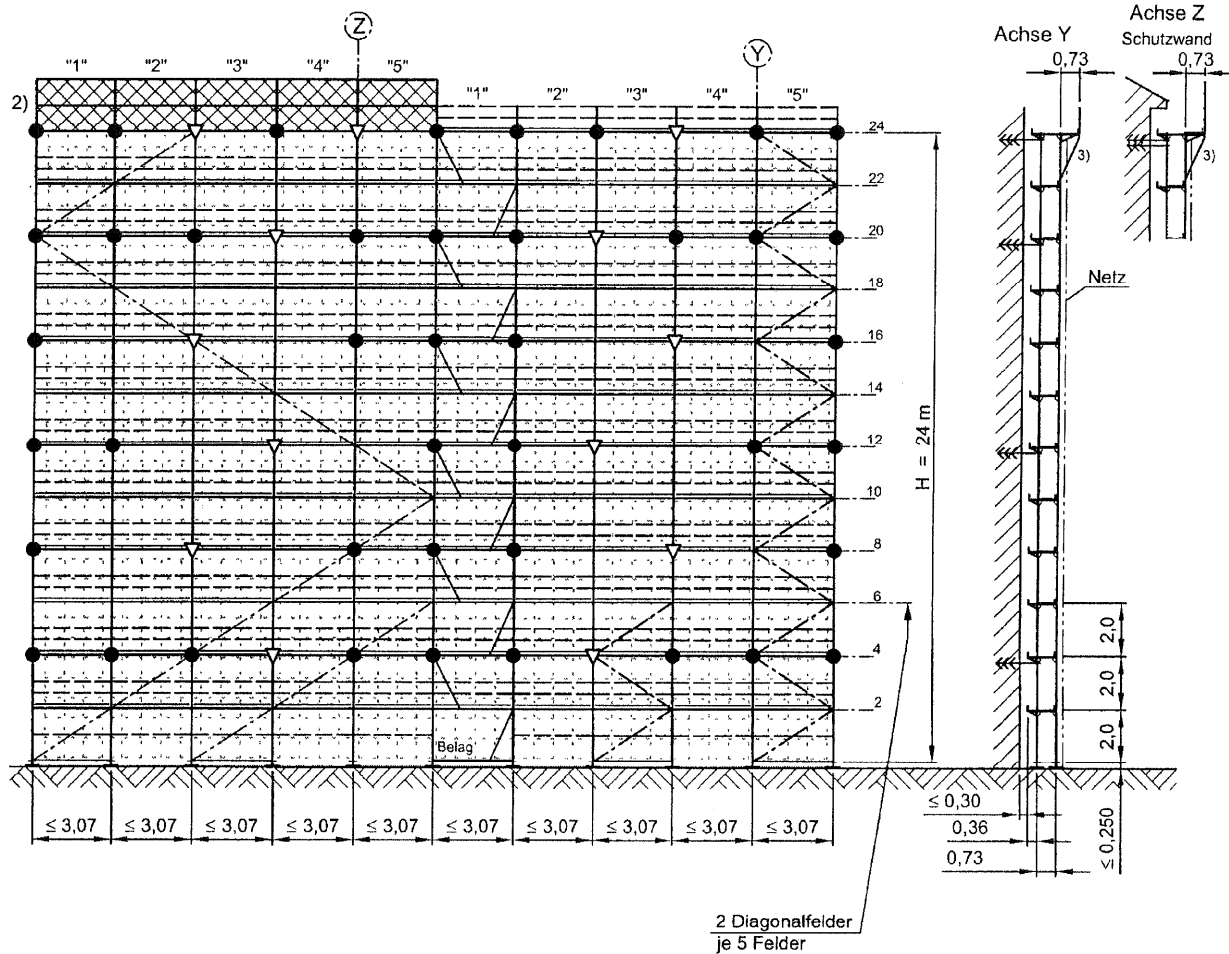 Z
"1" "2" "3" "4" "5"
2)
Y
"1" "2" "3" "4" "5"
24
22
20
18
16
14
12
10
8
6
4
2
H = 24m
Belag
≤ 3,07 ≤ 3,07 ≤ 3,07 ≤ 3,07 ≤ 3,07 ≤ 3,07 ≤ 3,07 ≤ 3,07 ≤ 3,07 ≤ 3,07
2 Diagonalfelder
je 5 Felder
Achse Y
0,73
3)
Netz
2,0
2,0
2,0
≤ 0,250
≤ 0,30
0,36
0,73
Achse Z
Schutzwand
0,73
3)